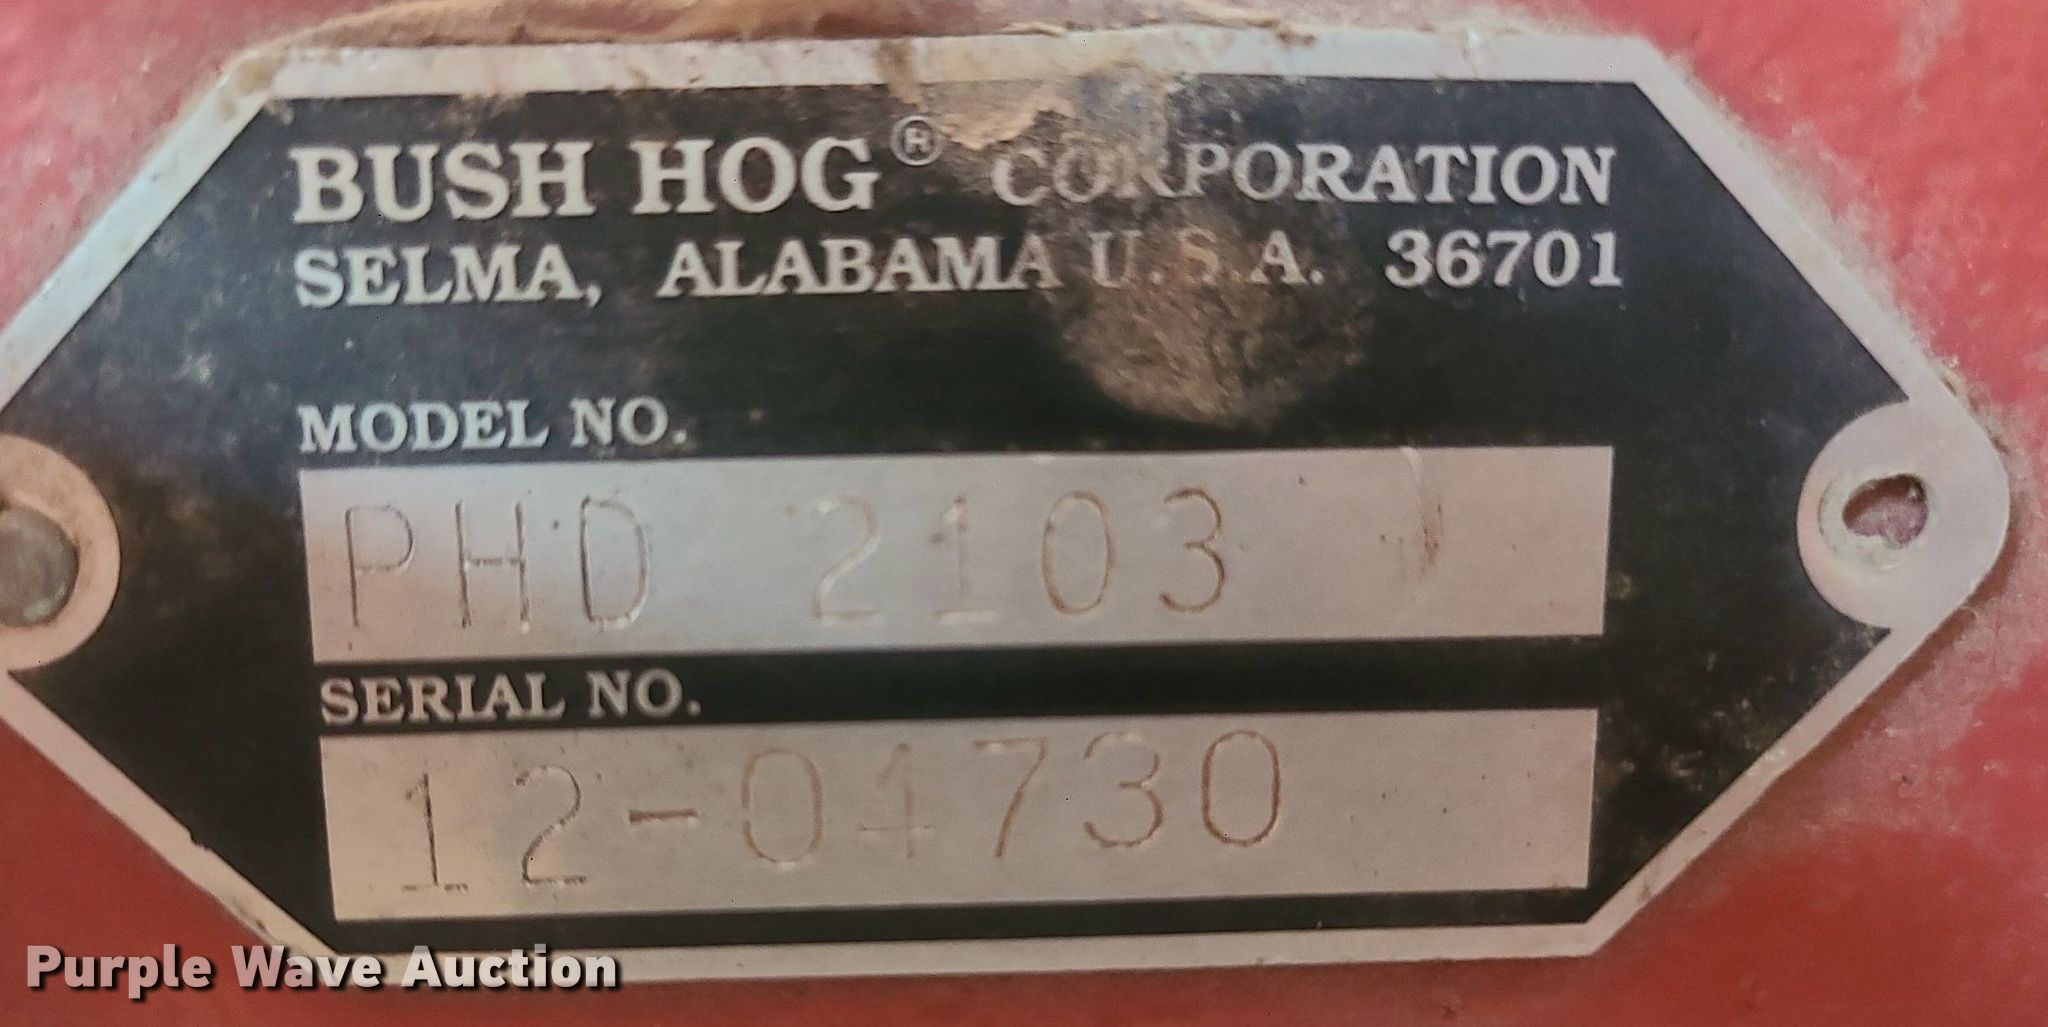 BUSH HOG® CORPORATION
SELMA, ALABAMA U.S.A. 36701
MODEL NO.
PHD 2103
SERIAL NO.
12-04730
Purple Wave Auction